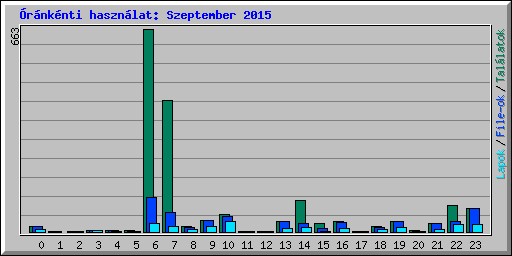 Óránkénti használat: Szeptember 2015
663
0 1 2 3 4 5 6 7 8 9 10 11 12 13 14 15 16 17 18 19 20 21 22 23
Lapok / File-ok / Találatok